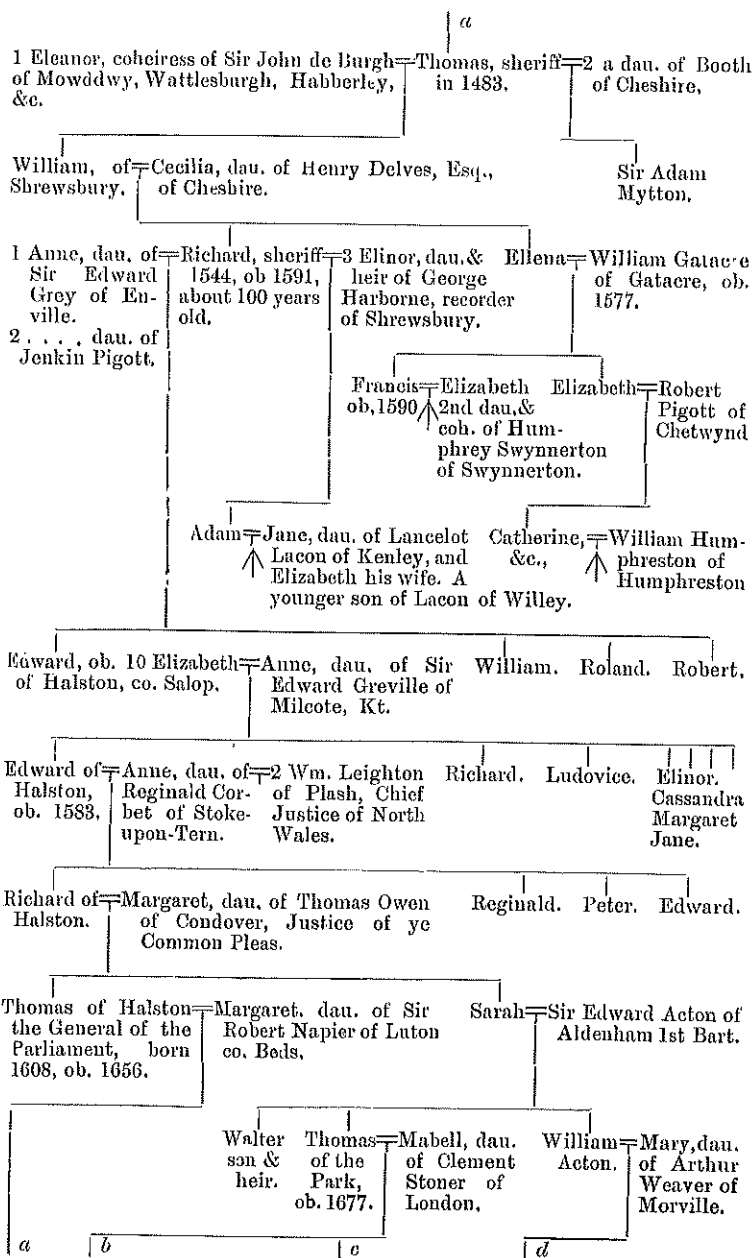 a
1 Eleanor, coheiress of Sir John de Burgh
of Mowddwy, Wattlesburgh, Habberley,
&c.
Thomas, sheriff
in 1483.
2 a dau. of Booth
of Cheshire.
William, of
Shrewsbury.
Cecilia, dau. of Henry Delves, Esq.,
of Cheshire.
Sir Adam
Mytton.
1 Anne, dau. of
Sir Edward
Grey of En-
ville.
2 . . . . dau. of
Jenkin Pigott.
Richard, sheriff
1544, ob 1591,
about 100 years
old.
3 Elinor, dau. &
heir of George
Harborne, recorder
of Shrewsbury.
Ellena
William Gatacre
of Gatacre, ob.
1577.
Francis
ob. 1590
Elizabeth
2nd dau. &
coh. of Hum-
phrey Swynnerton
of Swynnerton.
Elizabeth
Robert
Pigott of
Chetwynd
Adam
Jane, dau. of Lancelot
Lacon of Kenley, and
Elizabeth his wife. A
younger son of Lacon of Willey.
Catherine,
&c.,
William Hum-
phreston of
Humphreston
Edward, ob. 10 Elizabeth
of Halston, co. Salop.
Anne, dau. of Sir
Edward Greville of
Milcote, Kt.
William. Roland. Robert.
Edward of
Halston,
ob. 1583.
Anne, dau. of
Reginald Cor-
bet of Stoke-
upon-Tern.
2 Wm. Leighton
of Plash, Chief
Justice of North
Wales.
Richard. Ludovice. Elinor.
Cassandra
Margaret
Jane.
Richard of
Halston.
Margaret, dau. of Thomas Owen
of Condover, Justice of ye
Common Pleas.
Reginald. Peter. Edward.
Thomas of Halston
the General of the
Parliament, born
1608, ob. 1656.
Margaret. dau. of Sir
Robert Napier of Luton
co. Beds.
Sarah
Sir Edward Acton of
Aldenham 1st Bart.
Walter
son &
heir.
Thomas
of the
Park,
ob. 1677.
Mabell, dau.
of Clement
Stoner of
London.
William
Acton.
Mary, dau.
of Arthur
Weaver of
Morville.
a b c d